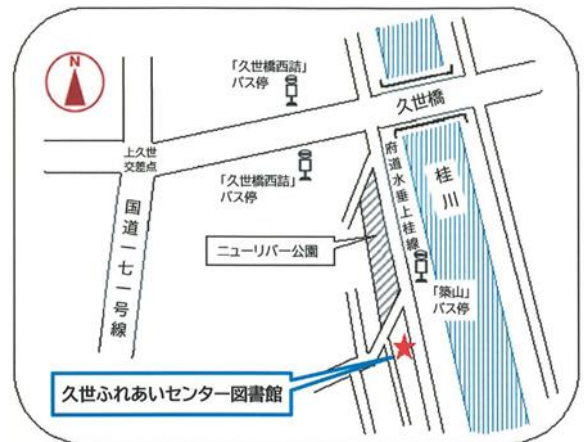 N
「久世橋西詰」
バス停
久世橋
上久世
交差点
「久世橋西詰」
バス停
府道水垂上桂線
桂川
国道一七一号線
ニューリバー公園
「築山」
バス停
久世ふれあいセンター図書館